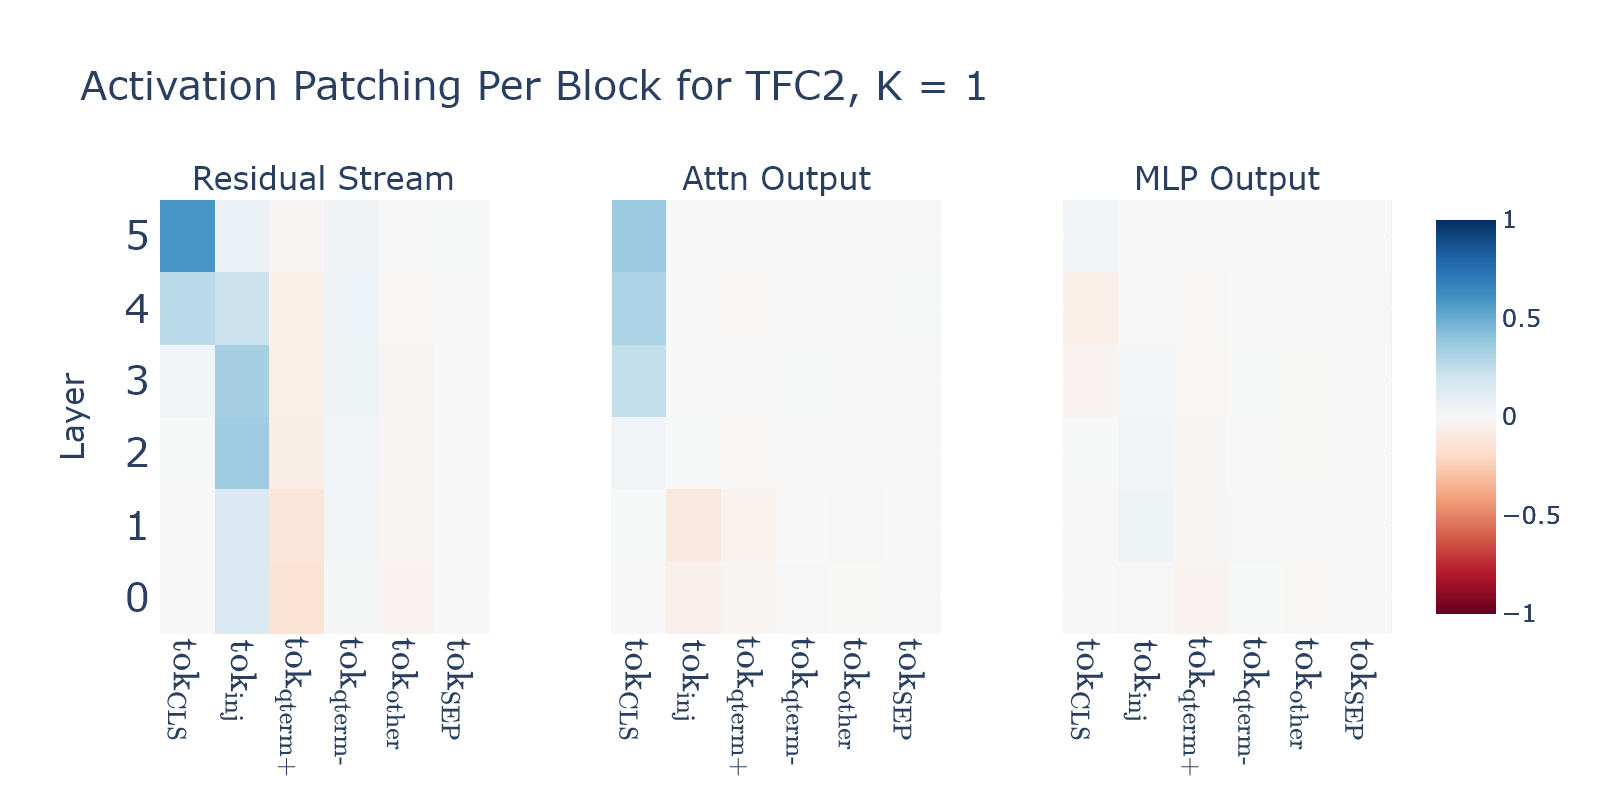 Activation Patching Per Block for TFC2, K = 1
Residual Stream
Attn Output
MLP Output
Layer
5
4
3
2
1
0
tokCLS
tokinj
tokqterm+
tokqterm-
tokother
tokSEP
tokCLS
tokinj
tokqterm+
tokqterm-
tokother
tokSEP
tokCLS
tokinj
tokqterm+
tokqterm-
tokother
tokSEP
1
0.5
0
−0.5
−1